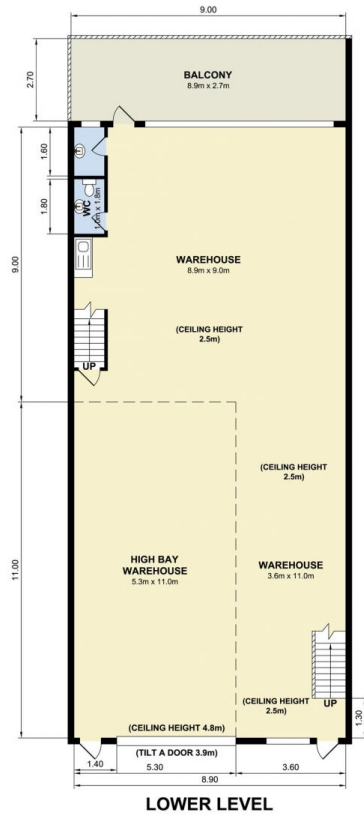 9.00
2.70
BALCONY
8.9m x 2.7m
1.60
1.80
WC
1.0m x 1.8m
9.00
WAREHOUSE
8.9m x 9.0m
(CEILING HEIGHT
2.5m)
UP
(CEILING HEIGHT
2.5m)
11.00
HIGH BAY
WAREHOUSE
5.3m x 11.0m
WAREHOUSE
3.6m x 11.0m
(CEILING HEIGHT
2.5m)
UP
1.30
(CEILING HEIGHT 4.8m)
(TILT A DOOR 3.9m)
1.40
5.30
3.60
8.90
LOWER LEVEL